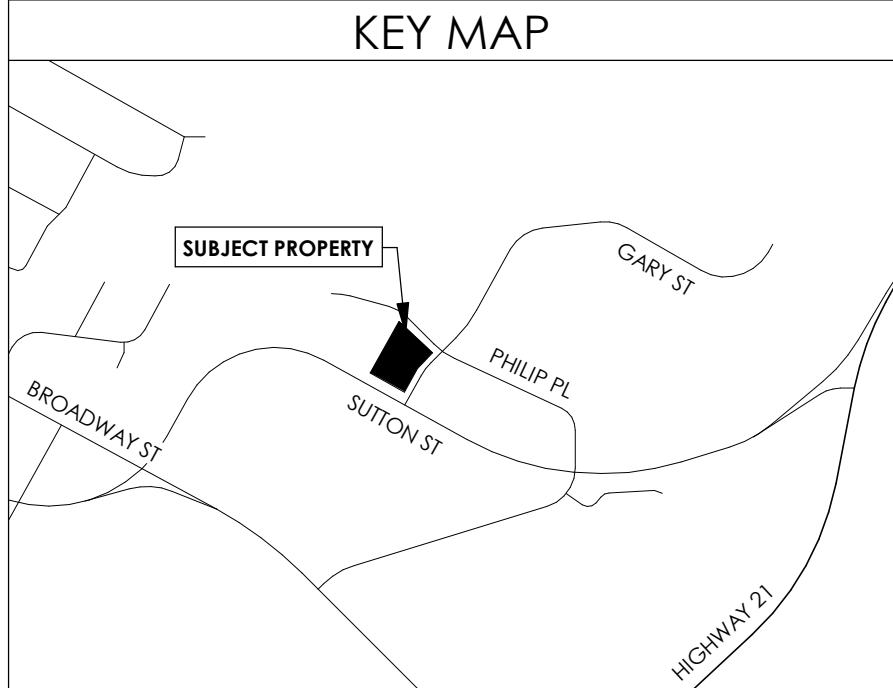 KEY MAP
SUBJECT PROPERTY
GARY ST
PHILIP PL
BROADWAY ST
SUTTON ST
HIGHWAY 21